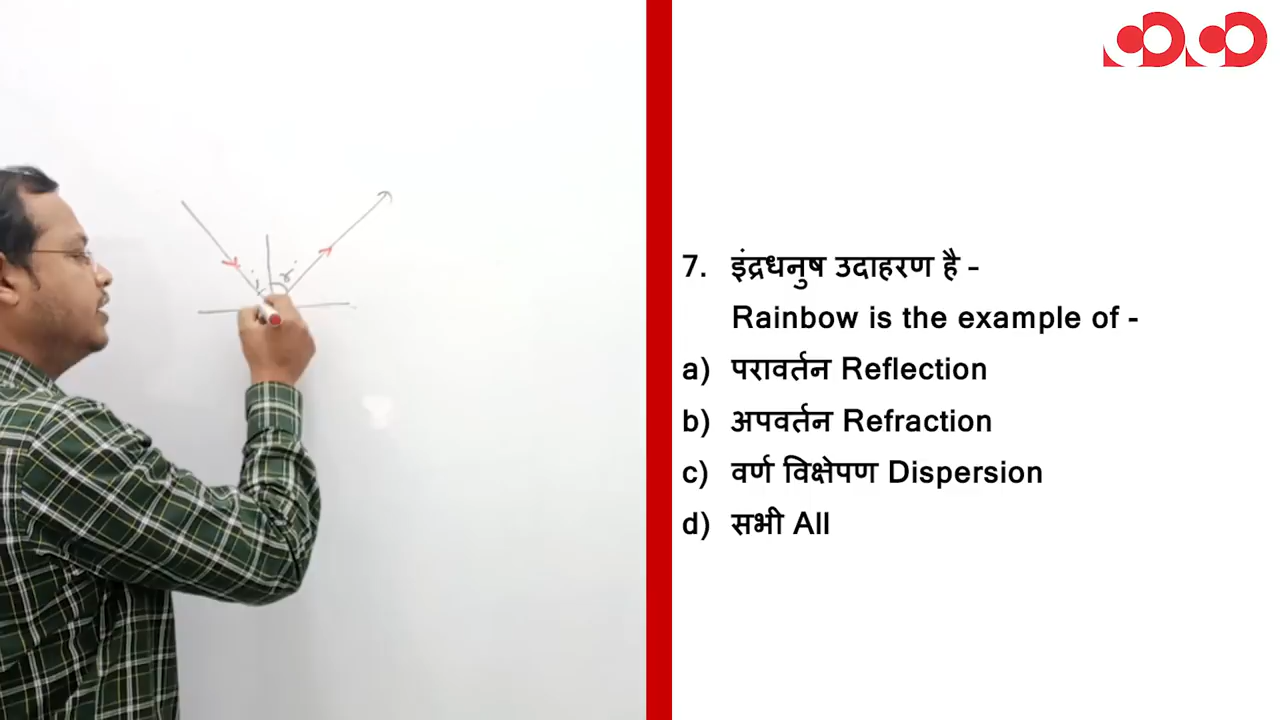 i
r
7. इंद्रधनुष उदाहरण है –
Rainbow is the example of -
a) परावर्तन Reflection
b) अपवर्तन Refraction
c) वर्ण विक्षेपण Dispersion
d) सभी All